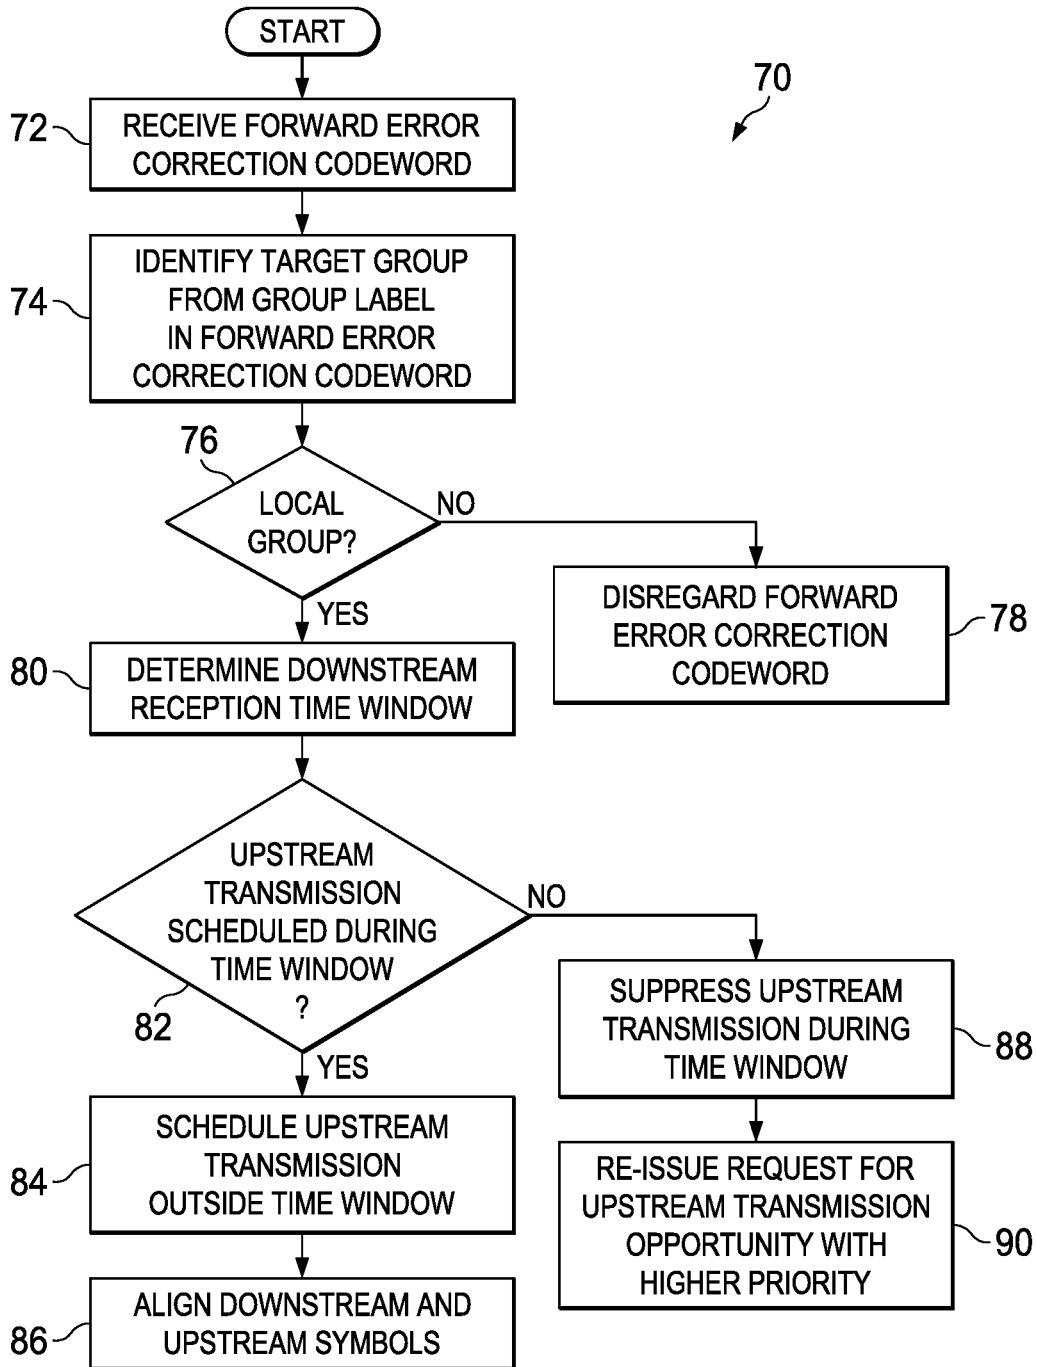 START
70
72
RECEIVE FORWARD ERROR
CORRECTION CODEWORD
74
IDENTIFY TARGET GROUP
FROM GROUP LABEL
IN FORWARD ERROR
CORRECTION CODEWORD
76
LOCAL
GROUP?
NO
YES
DISREGARD FORWARD
ERROR CORRECTION
CODEWORD
78
80
DETERMINE DOWNSTREAM
RECEPTION TIME WINDOW
UPSTREAM
TRANSMISSION
SCHEDULED DURING
TIME WINDOW
?
82
NO
YES
SUPPRESS UPSTREAM
TRANSMISSION DURING
TIME WINDOW
88
84
SCHEDULE UPSTREAM
TRANSMISSION
OUTSIDE TIME WINDOW
RE-ISSUE REQUEST FOR
UPSTREAM TRANSMISSION
OPPORTUNITY WITH
HIGHER PRIORITY
90
86
ALIGN DOWNSTREAM AND
UPSTREAM SYMBOLS